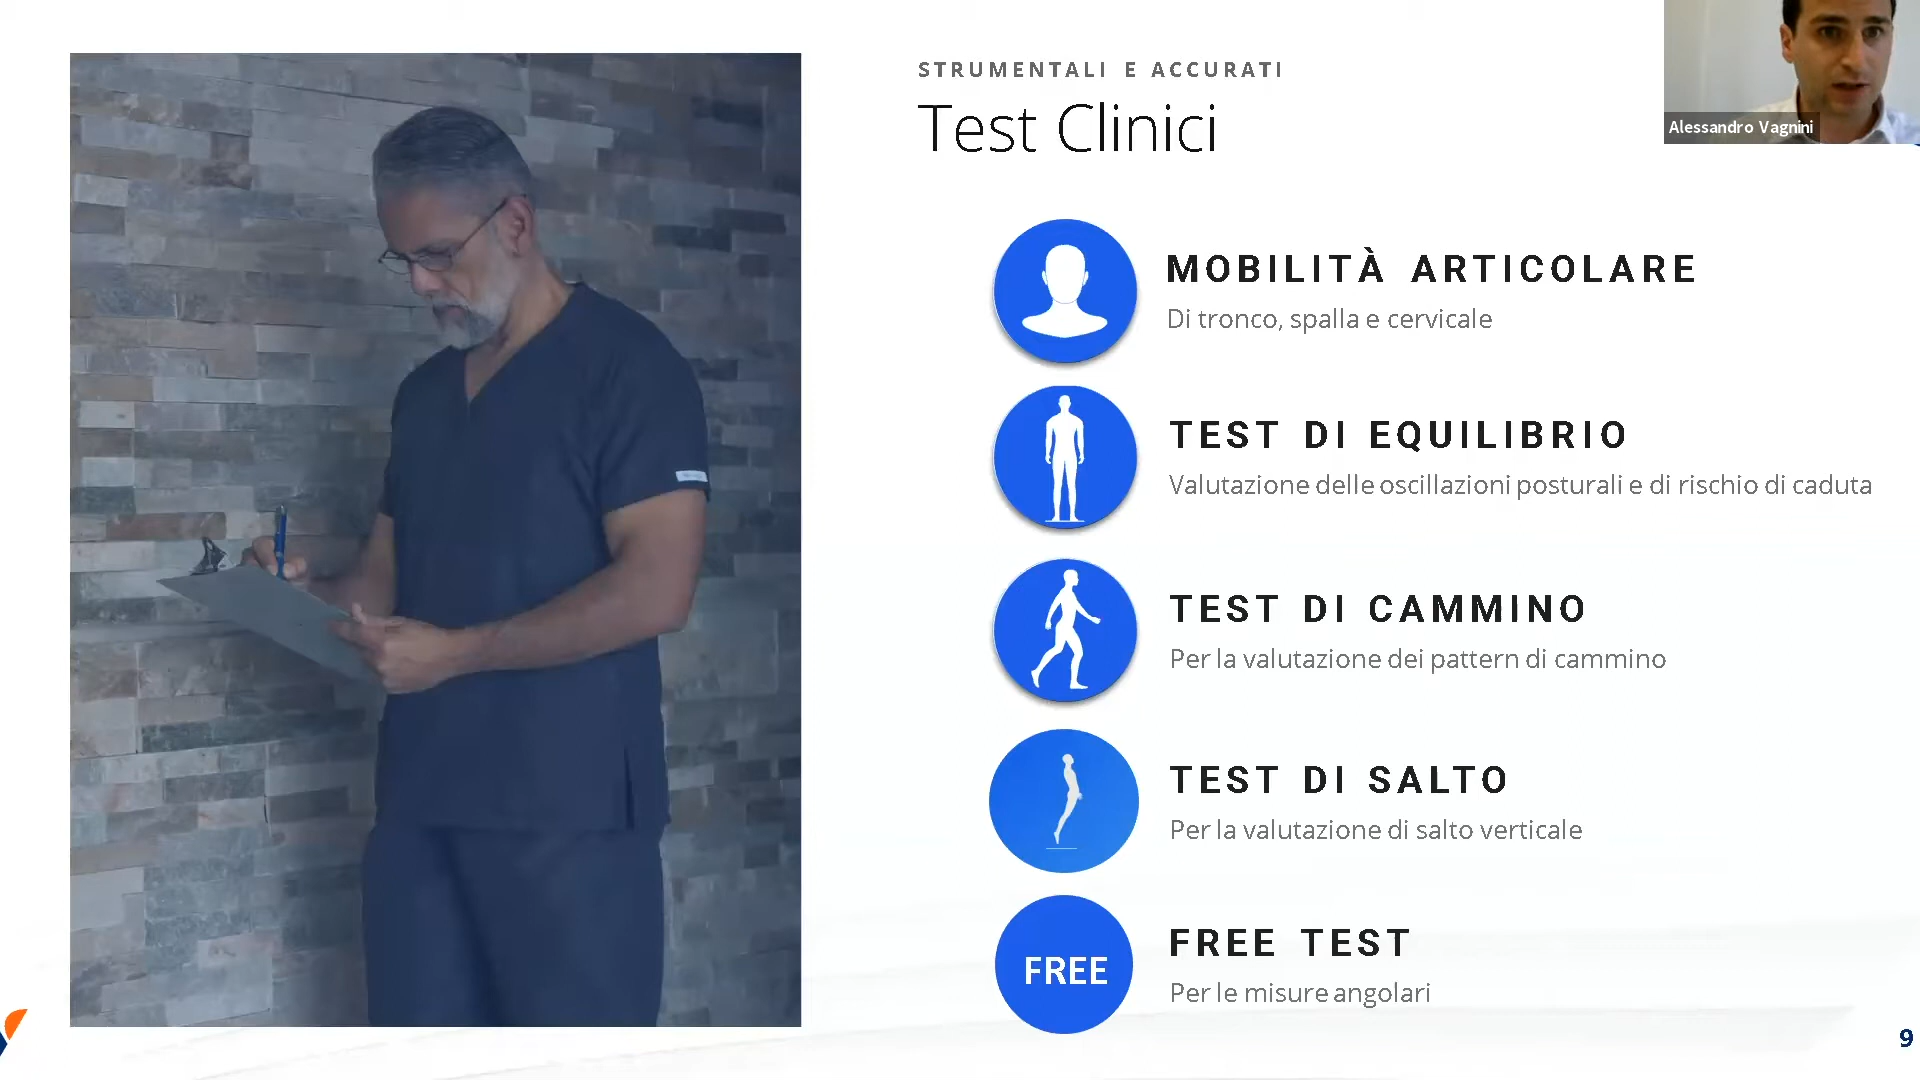 STRUMENTALI E ACCURATI
Test Clinici
Alessandro Vagnini
MOBILITÀ ARTICOLARE
Di tronco, spalla e cervicale
TEST DI EQUILIBRIO
Valutazione delle oscillazioni posturali e di rischio di caduta
TEST DI CAMMINO
Per la valutazione dei pattern di cammino
TEST DI SALTO
Per la valutazione di salto verticale
FREE
FREE TEST
Per le misure angolari
9